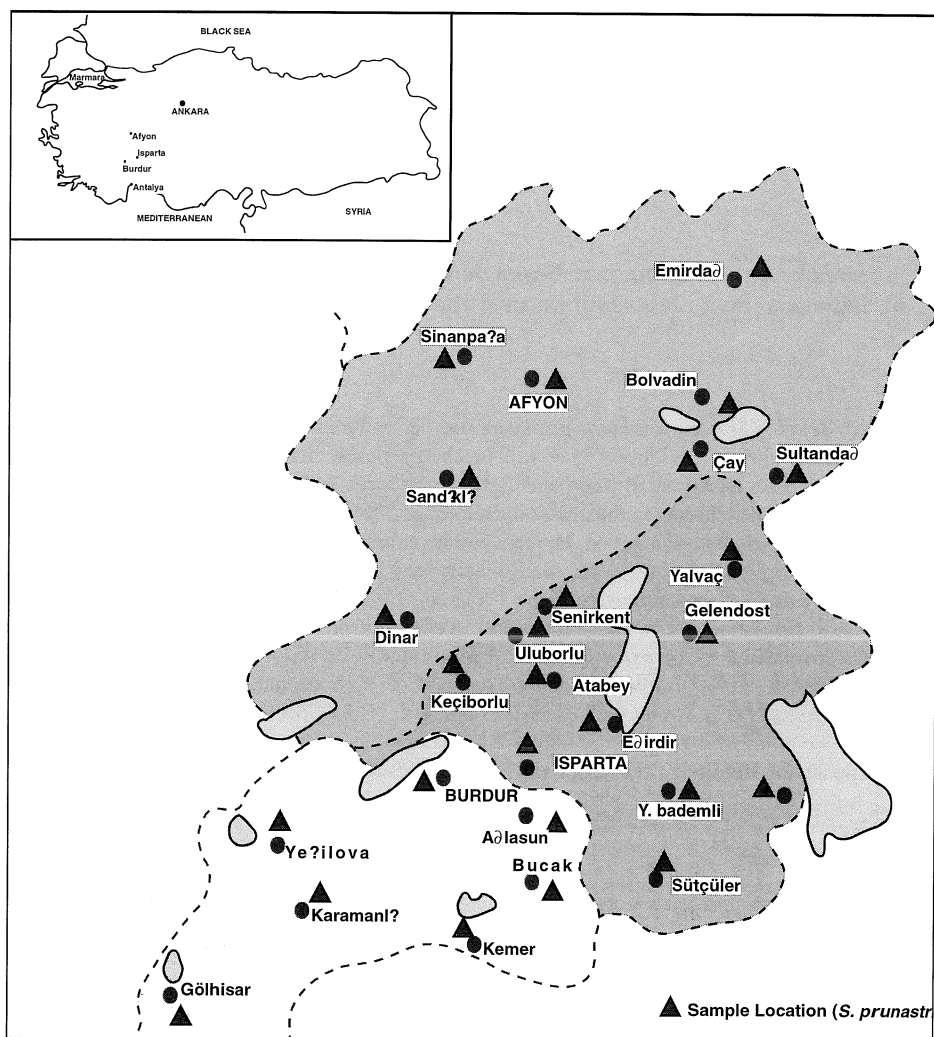 BLACK SEA
Marmara
ANKARA
Afyon
Isparta
Burdur
Antalya
MEDITERRANEAN
SYRIA
Emirda∂
Sinanpa?a
AFYON
Bolvadin
Çay
Sultanda∂
Sand?kl?
Yalvaç
Gelendost
Senirkent
Dinar
Uluborlu
Atabey
Keçiborlu
E∂irdir
ISPARTA
BURDUR
Y. bademli
A∂lasun
Ye?ilova
Bucak
Sütçüler
Karamanl?
Kemer
Gölhisar
Sample Location (S. prunastr